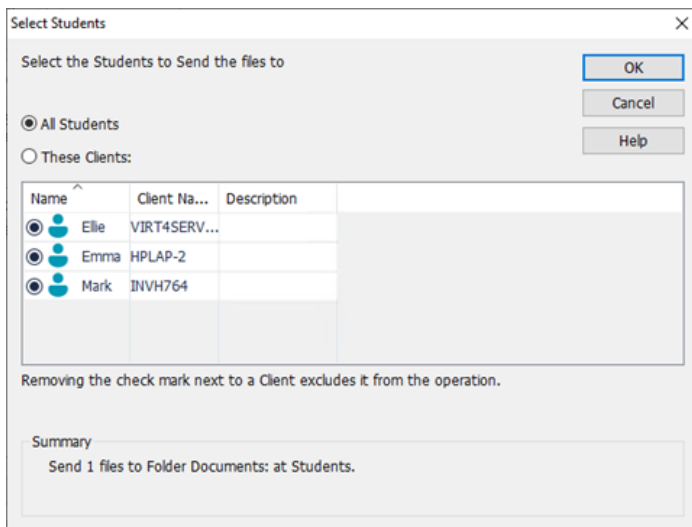 Select Students
Select the Students to Send the files to
OK
Cancel
Help
All Students
These Clients:
Name Client Na... Description
Ellie VIRT4SERV...
Emma HPLAP-2
Mark INVH764
Removing the check mark next to a Client excludes it from the operation.
Summary
Send 1 files to Folder Documents: at Students.